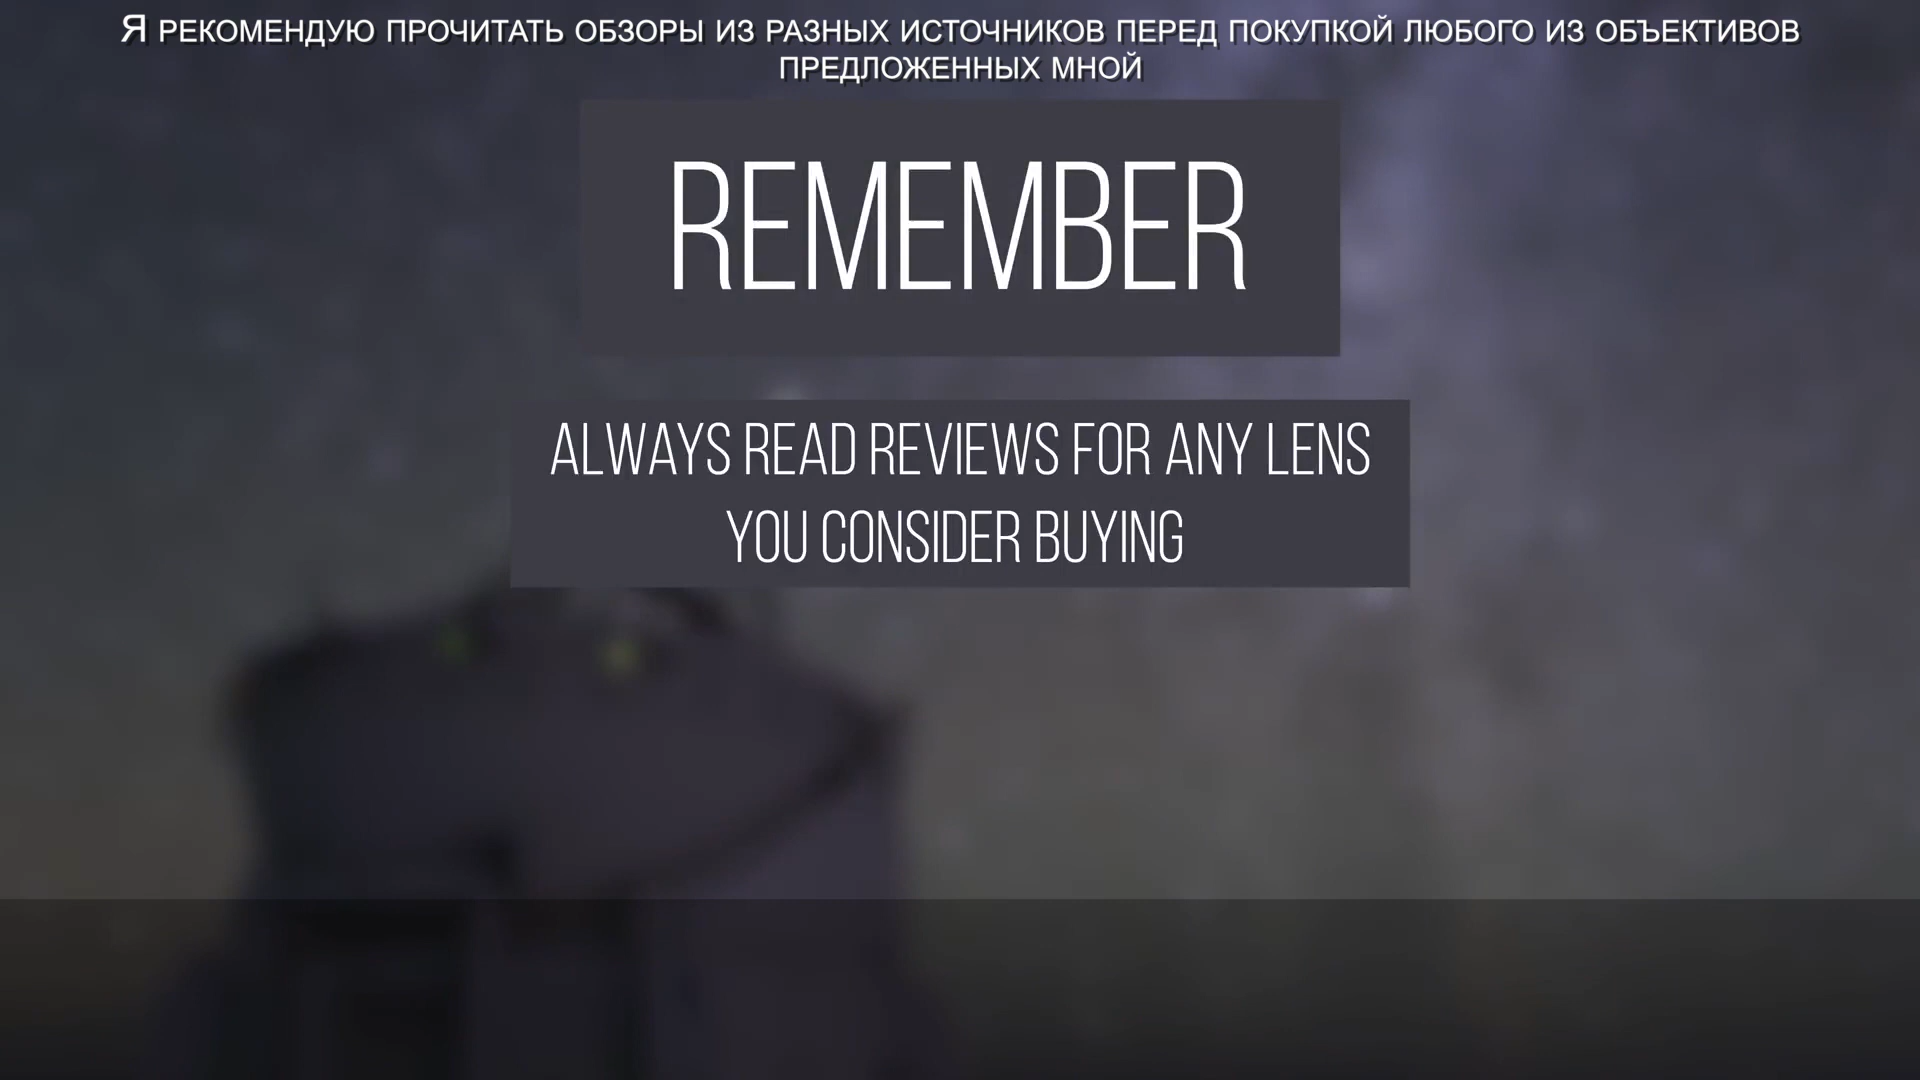 Я РЕКОМЕНДУЮ ПРОЧИТАТЬ ОБЗОРЫ ИЗ РАЗНЫХ ИСТОЧНИКОВ ПЕРЕД ПОКУПКОЙ ЛЮБОГО ИЗ ОБЪЕКТИВОВ
ПРЕДЛОЖЕННЫХ МНОЙ
REMEMBER
ALWAYS READ REVIEWS FOR ANY LENS
YOU CONSIDER BUYING